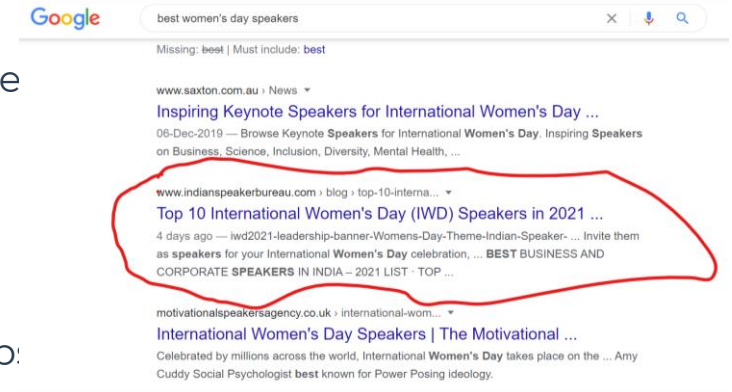 Google
best women's day speakers
Missing: best | Must include: best
e
www.saxton.com.au › News
Inspiring Keynote Speakers for International Women's Day ...
06-Dec-2019 — Browse Keynote Speakers for International Women's Day. Inspiring Speakers
on Business, Science, Inclusion, Diversity, Mental Health, ...
www.indianspeakerbureau.com › blog › top-10-interna...
Top 10 International Women's Day (IWD) Speakers in 2021 ...
4 days ago — iwd2021-leadership-banner-Womens-Day-Theme-Indian-Speaker- ... Invite them
as speakers for your International Women's Day celebration, ... BEST BUSINESS AND
CORPORATE SPEAKERS IN INDIA – 2021 LIST · TOP ...
motivationalspeakersagency.co.uk › international-wom...
International Women's Day Speakers | The Motivational ...
Celebrated by millions across the world, International Women's Day takes place on the ... Amy
Cuddy Social Psychologist best known for Power Posing ideology.